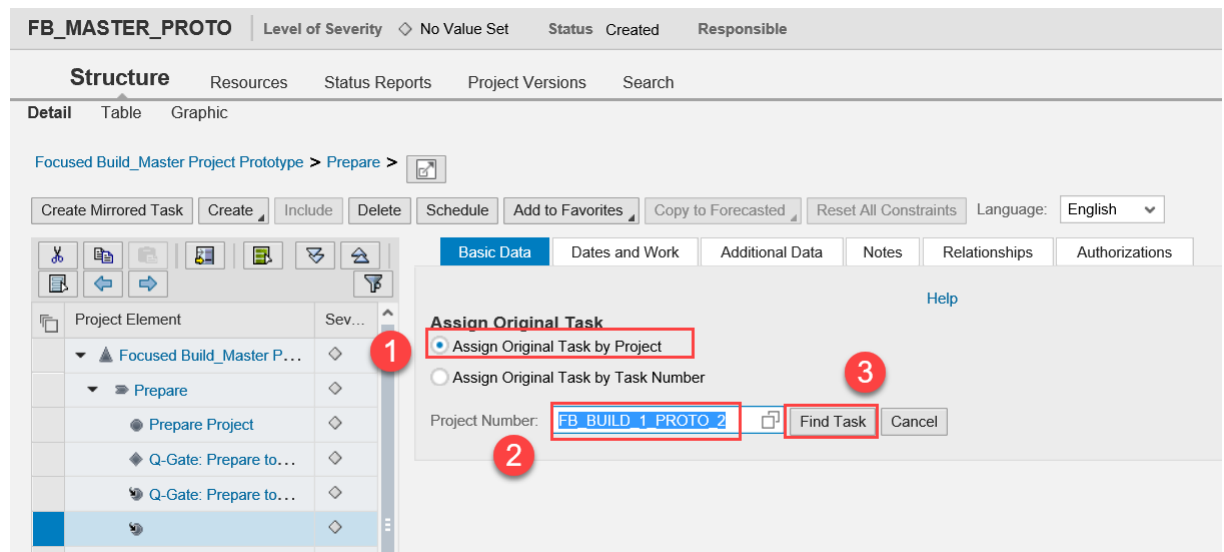 FB_MASTER_PROTO Level of Severity No Value Set Status Created Responsible
Structure Resources Status Reports Project Versions Search
Detail Table Graphic
Focused Build_Master Project Prototype > Prepare >
Create Mirrored Task Create Include Delete Schedule Add to Favorites Copy to Forecasted Reset All Constraints Language: English
Basic Data Dates and Work Additional Data Notes Relationships Authorizations
Help
Project Element Sev...
Focused Build_Master P...
Prepare
Prepare Project
Q-Gate: Prepare to...
Q-Gate: Prepare to...
Assign Original Task
1 Assign Original Task by Project
Assign Original Task by Task Number
3
Project Number: FB_BUILD_1_PROTO_2 Find Task Cancel
2